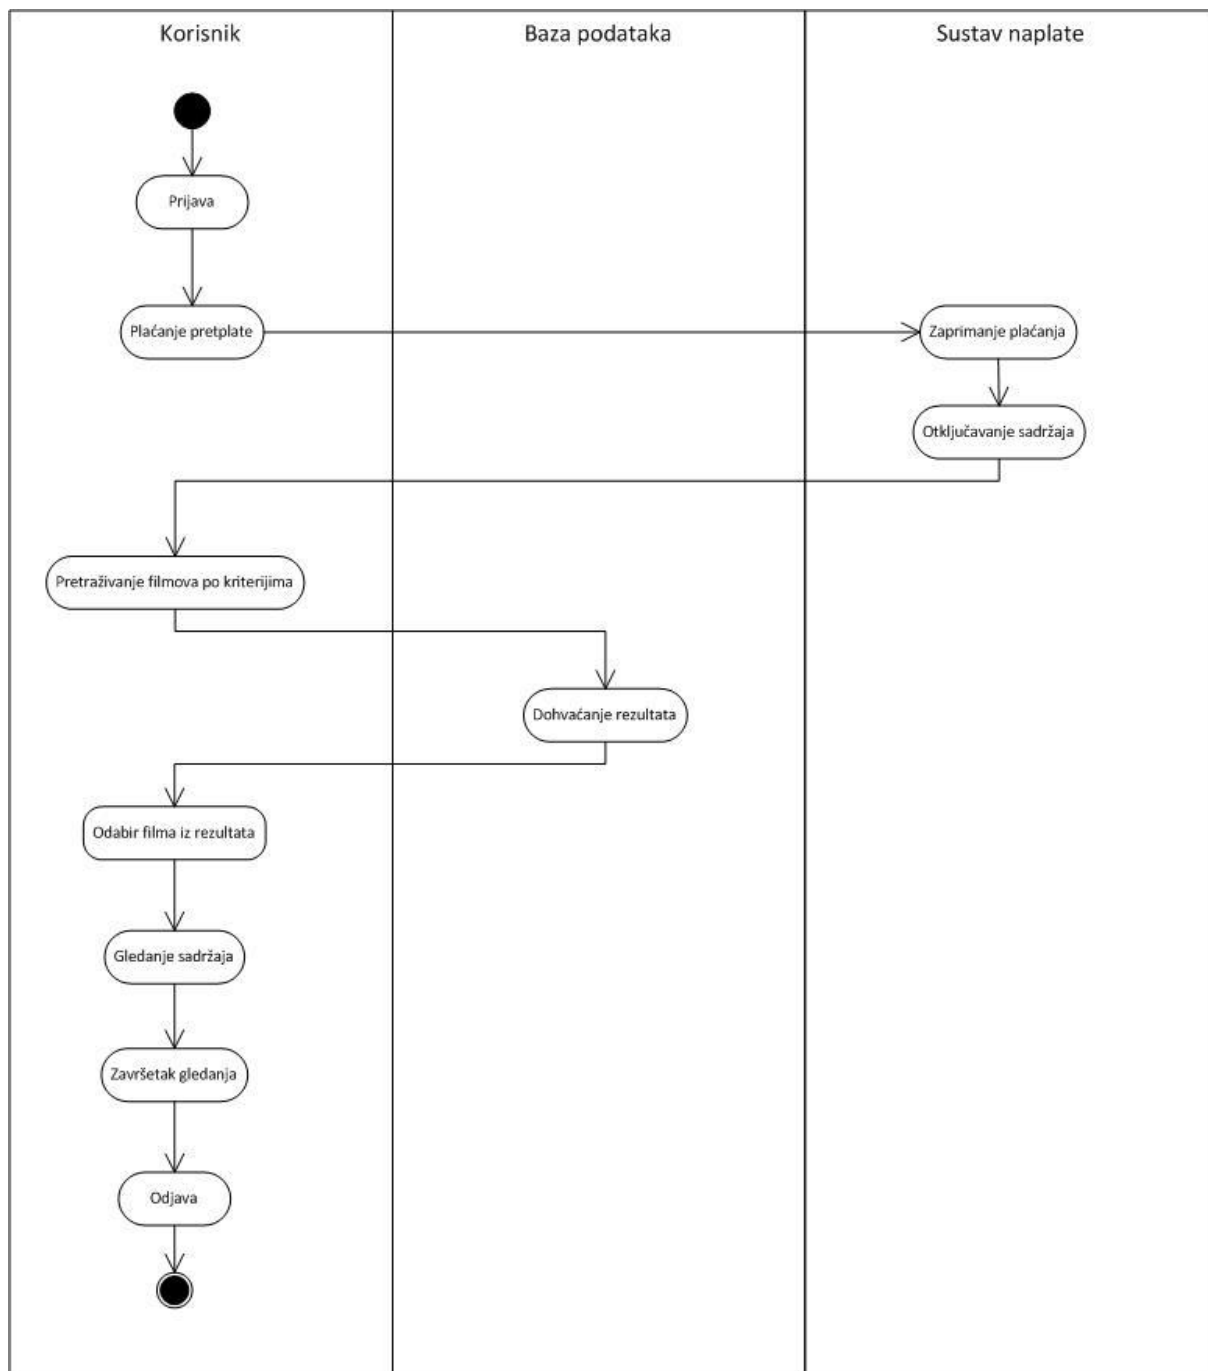 Korisnik
Baza podataka
Sustav naplate
Prijava
Plaćanje pretplate
Zaprimanje plaćanja
Otključavanje sadržaja
Pretraživanje filmova po kriterijima
Dohvaćanje rezultata
Odabir filma iz rezultata
Gledanje sadržaja
Završetak gledanja
Odjava